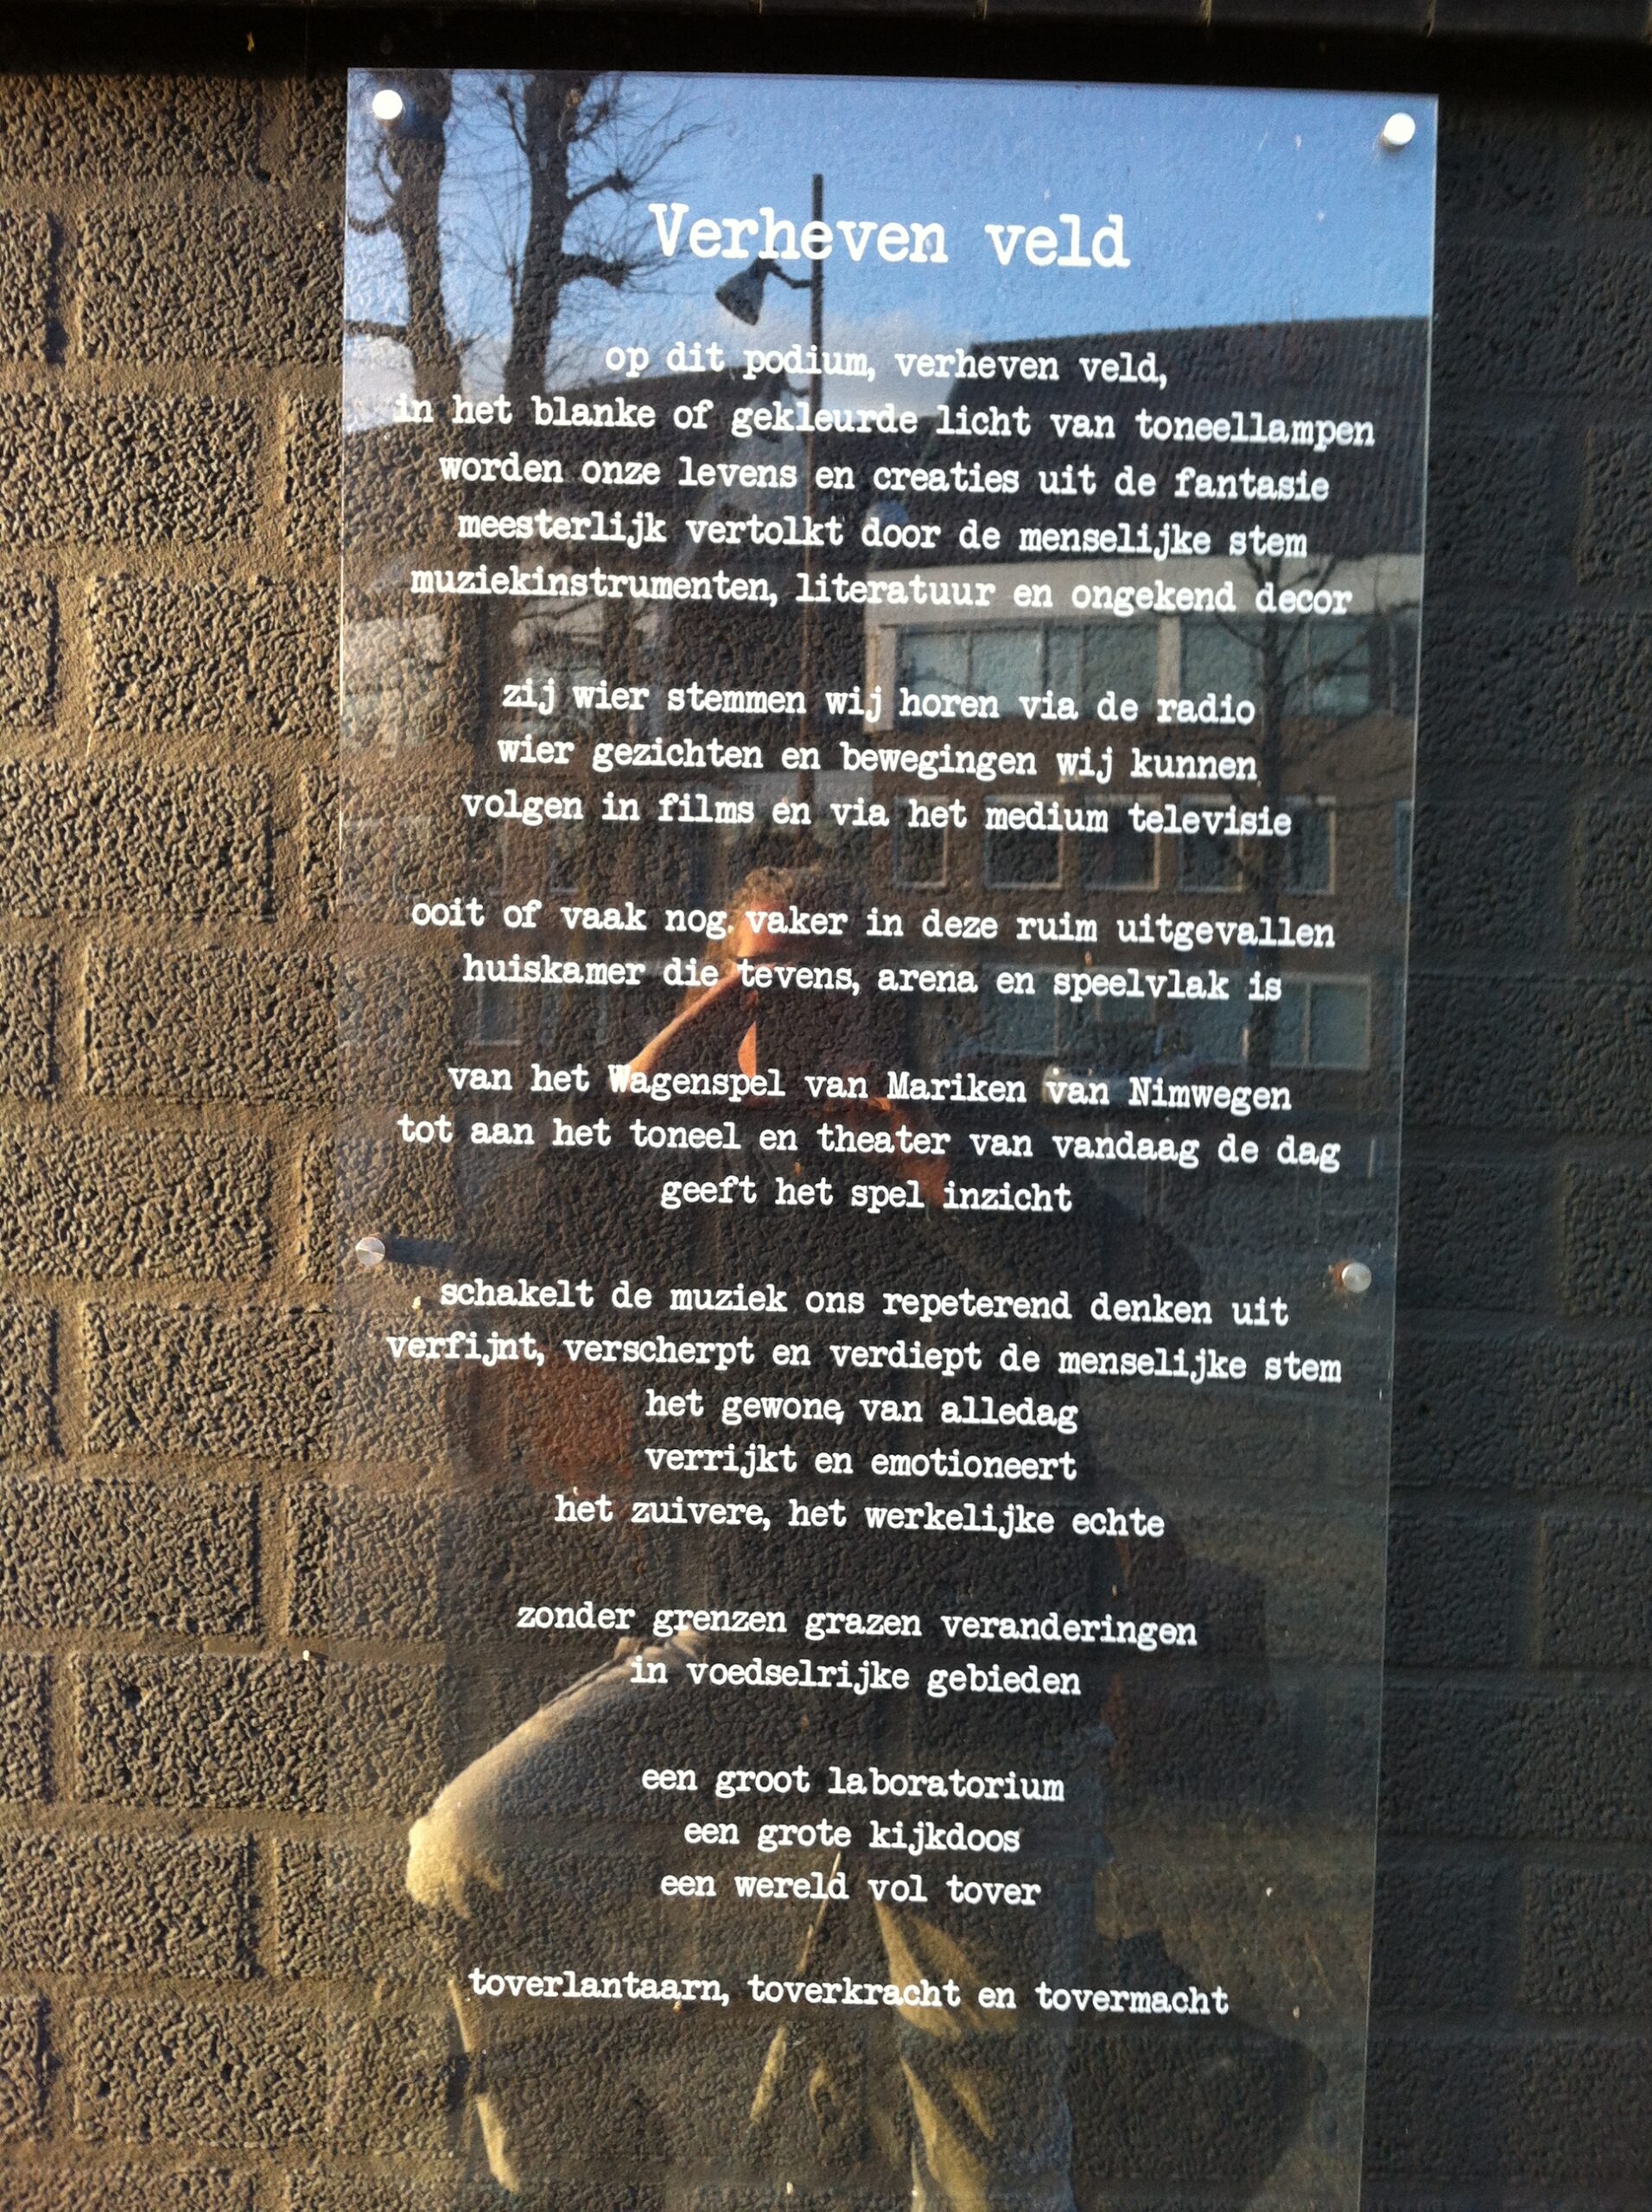 Verheven veld
op dit podium, verheven veld,
in het blanke of gekleurde licht van toneellampen
worden onze levens en creaties uit de fantasie
meesterlijk vertolkt door de menselijke stem
muziekinstrumenten, literatuur en ongekend decor
zij wier stemmen wij horen via de radio
wier gezichten en bewegingen wij kunnen
volgen in films en via het medium televisie
ooit of vaak nog vaker in deze ruim uitgevallen
huiskamer die tevens, arena en speelvlak is
van het Wagenspel van Mariken van Nimwegen
tot aan het toneel en theater van vandaag de dag
geeft het spel inzicht
schakelt de muziek ons repeterend denken uit
verfijnt, verscherpt en verdiept de menselijke stem
het gewone, van alledag
verrijkt en emotioneert
het zuivere, het werkelijke echte
zonder grenzen grazen veranderingen
in voedselrijke gebieden
een groot laboratorium
een grote kijkdoos
een wereld vol tover
toverlantaarn, toverkracht en tovermacht